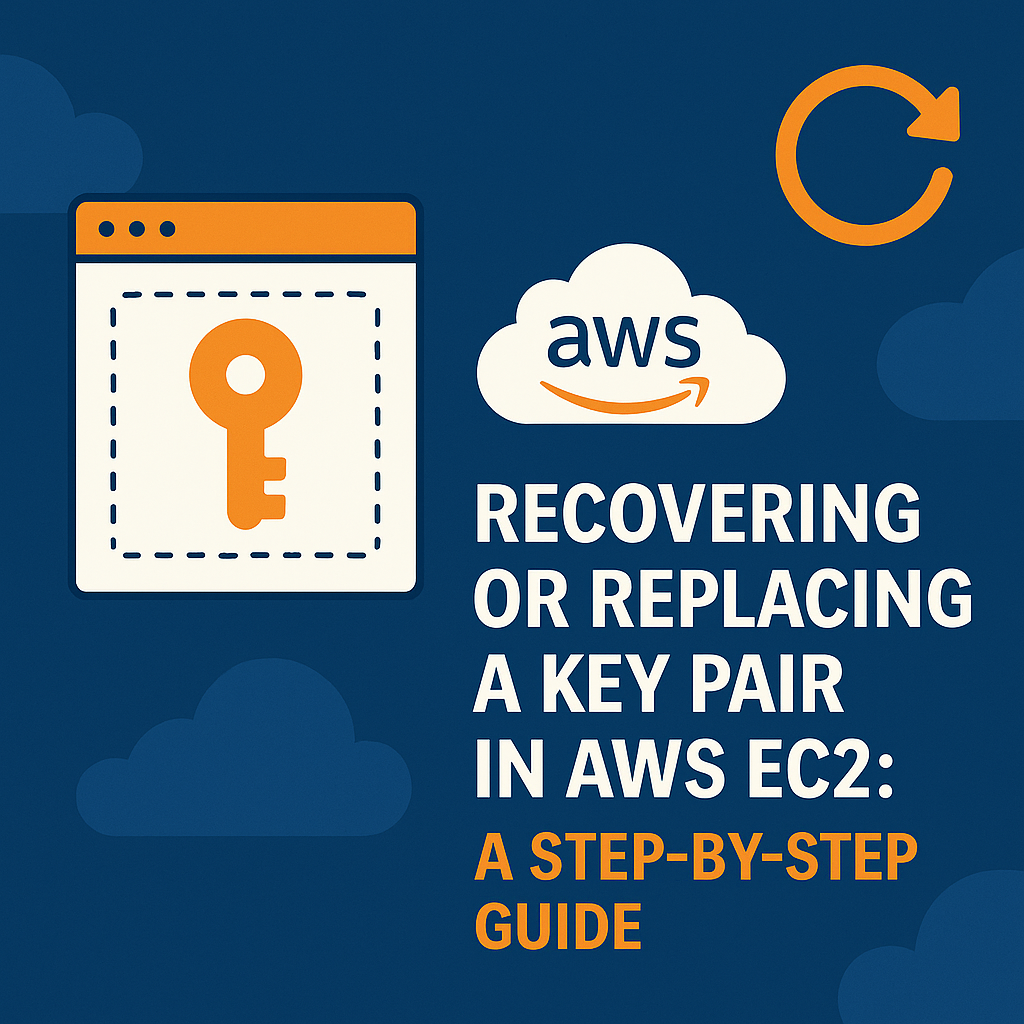 aws
RECOVERING
OR REPLACING
A KEY PAIR
IN AWS EC2:
A STEP-BY-STEP
GUIDE